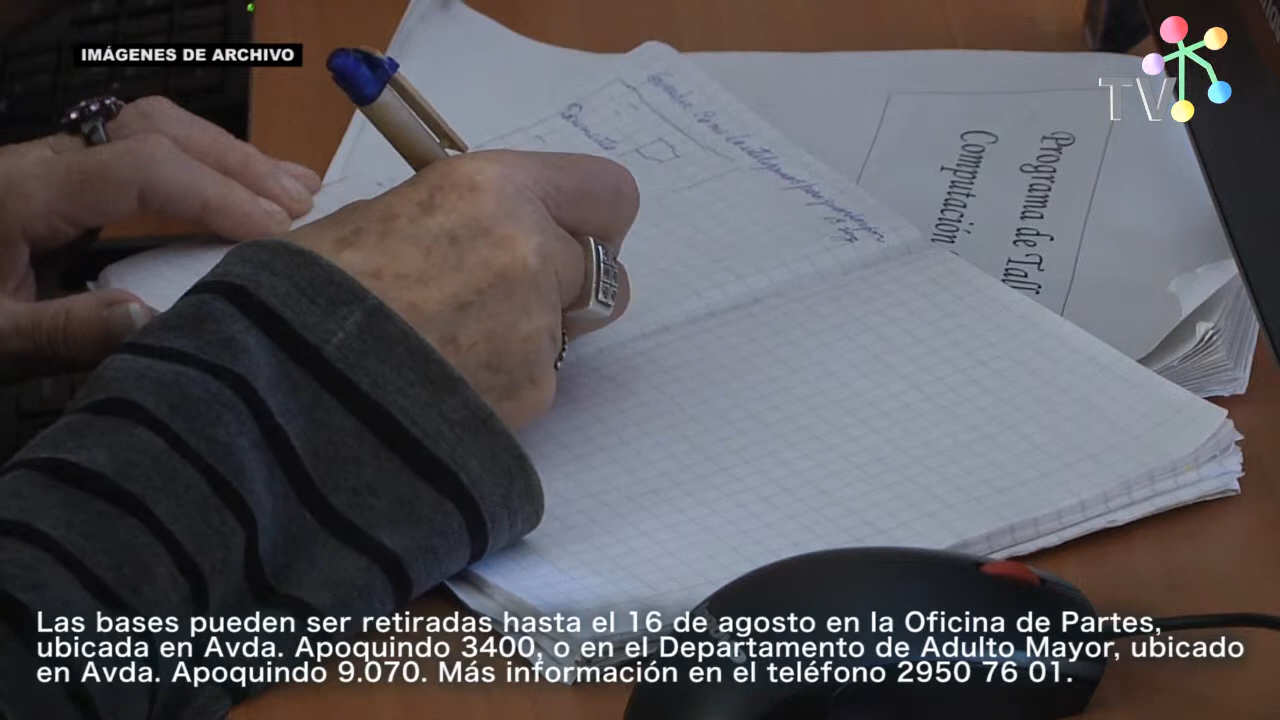 IMÁGENES DE ARCHIVO
TV
Documento
Programa de Tall
Computación
Las bases pueden ser retiradas hasta el 16 de agosto en la Oficina de Partes,
ubicada en Avda. Apoquindo 3400, o en el Departamento de Adulto Mayor, ubicado
en Avda. Apoquindo 9.070. Más información en el teléfono 2950 76 01.